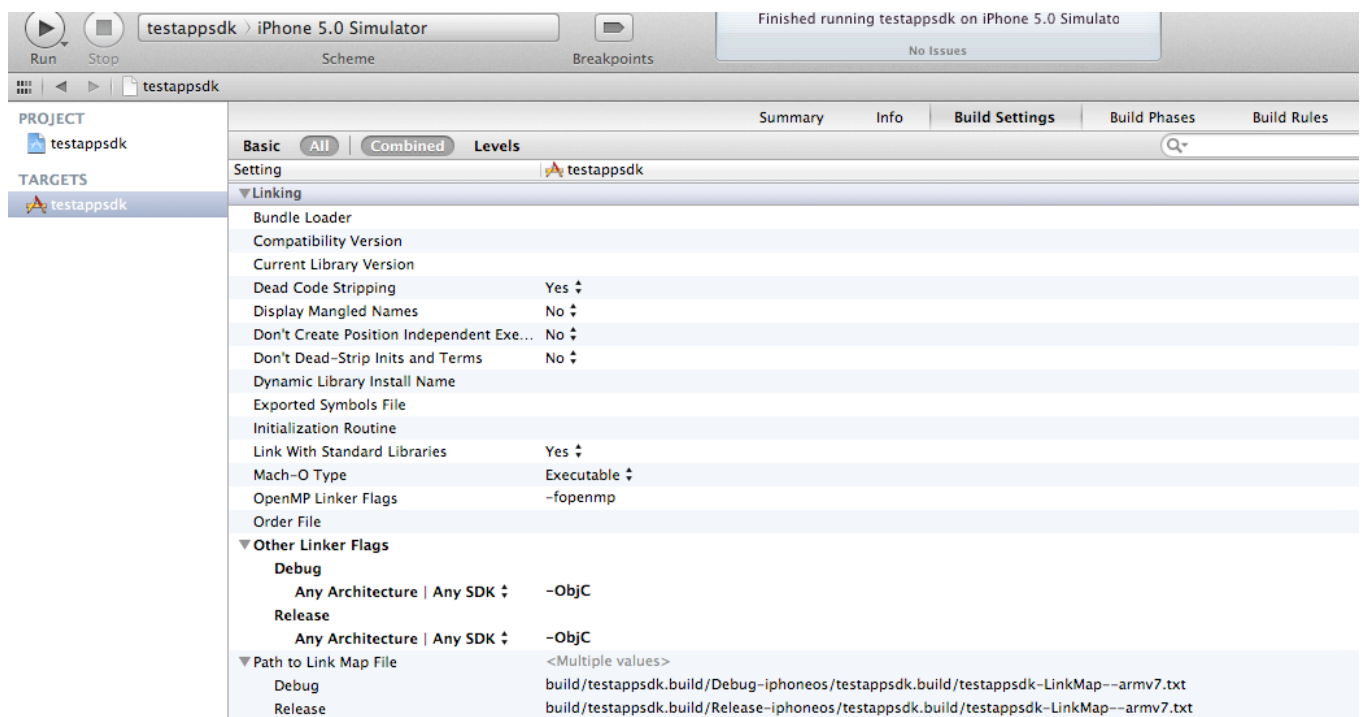 testappsdk iPhone 5.0 Simulator
Finished running testappsdk on iPhone 5.0 Simulato
No Issues
Run Stop Scheme Breakpoints
testappsdk
PROJECT
testappsdk
TARGETS
testappsdk
Summary Info Build Settings Build Phases Build Rules
Basic All Combined Levels
Setting testappsdk
Linking
Bundle Loader
Compatibility Version
Current Library Version
Dead Code Stripping Yes
Display Mangled Names No
Don't Create Position Independent Exe... No
Don't Dead-Strip Inits and Terms No
Dynamic Library Install Name
Exported Symbols File
Initialization Routine
Link With Standard Libraries Yes
Mach-O Type Executable
OpenMP Linker Flags -fopenmp
Order File
Other Linker Flags
Debug
Any Architecture | Any SDK -ObjC
Release
Any Architecture | Any SDK -ObjC
Path to Link Map File <Multiple values>
Debug build/testappsdk.build/Debug-iphoneos/testappsdk.build/testappsdk-LinkMap--armv7.txt
Release build/testappsdk.build/Release-iphoneos/testappsdk.build/testappsdk-LinkMap--armv7.txt